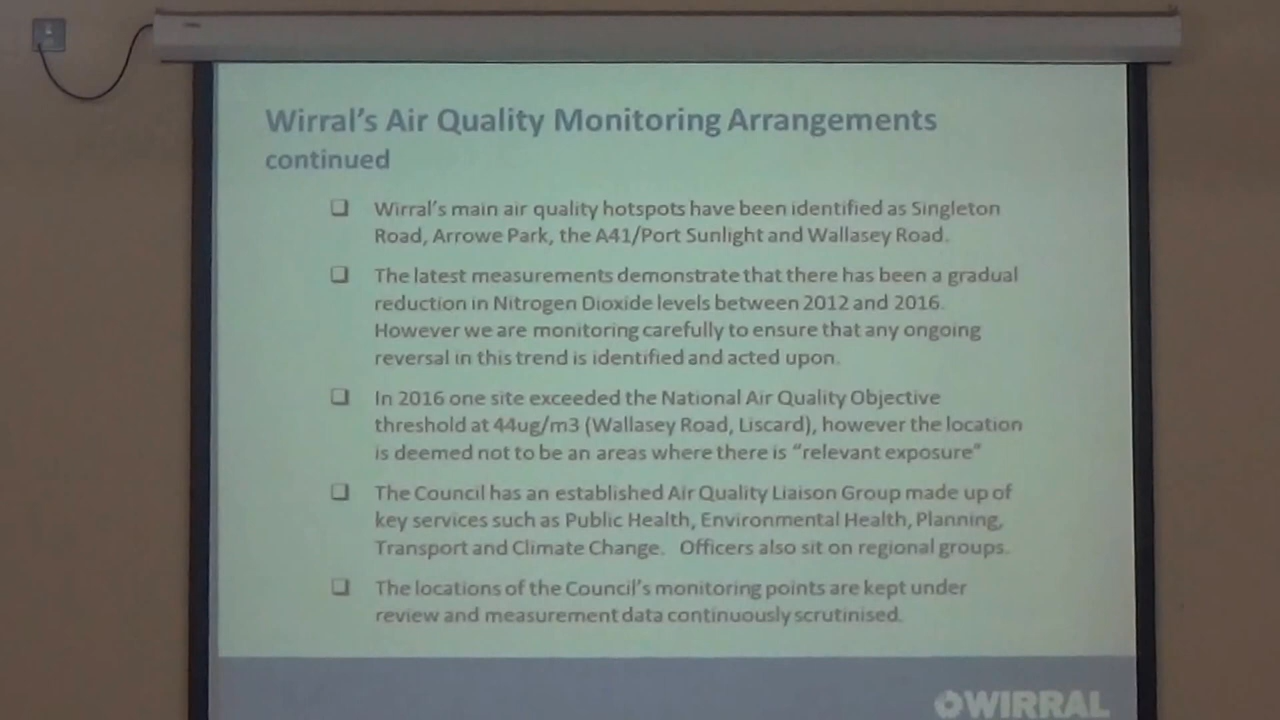 Wirral's Air Quality Monitoring Arrangements
continued
Wirral's main air quality hotspots have been identified as Singleton
Road, Arrowe Park, the A41/Port Sunlight and Wallasey Road.
The latest measurements demonstrate that there has been a gradual
reduction in Nitrogen Dioxide levels between 2012 and 2016.
However we are monitoring carefully to ensure that any ongoing
reversal in this trend is identified and acted upon.
In 2016 one site exceeded the National Air Quality Objective
threshold at 44ug/m3 (Wallasey Road, Liscard), however the location
is deemed not to be an areas where there is "relevant exposure"
The Council has an established Air Quality Liaison Group made up of
key services such as Public Health, Environmental Health, Planning,
Transport and Climate Change. Officers also sit on regional groups.
The locations of the Council's monitoring points are kept under
review and measurement data continuously scrutinised.
WIRRAL